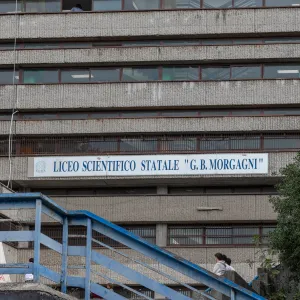 LICEO SCIENTIFICO STATALE "G. B. MORGAGNI"